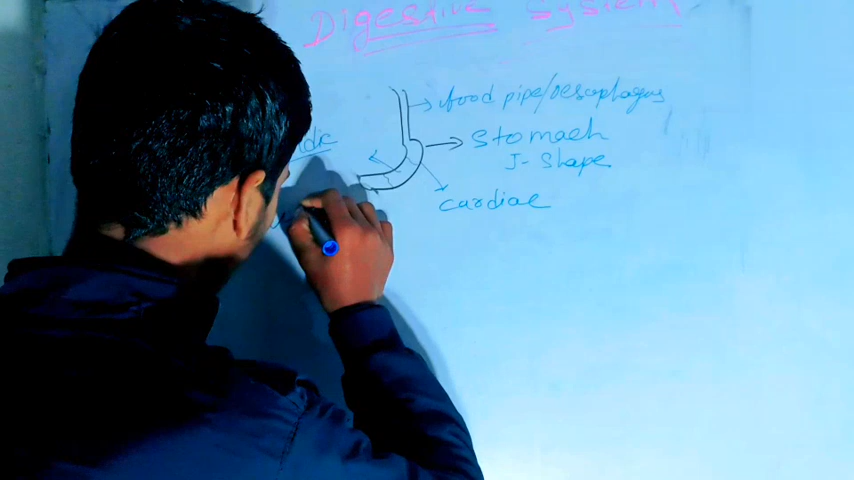 Digestive System
food pipe/Oesophagus
Stomach
J-Shape
cardiac